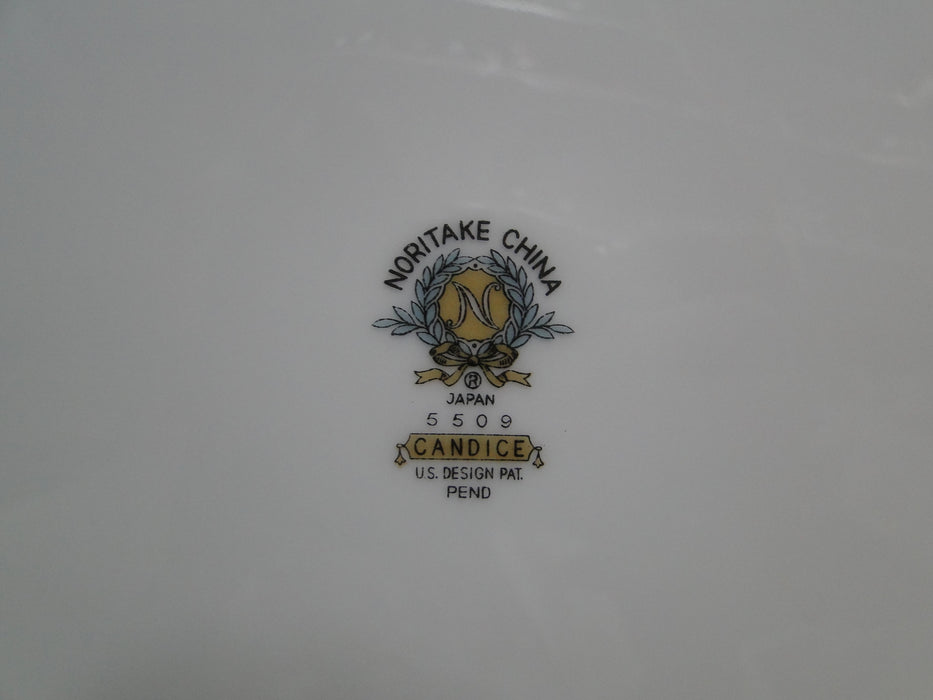 NORITAKE CHINA
N
®
JAPAN
5509
CANDICE
U.S. DESIGN PAT.
PEND